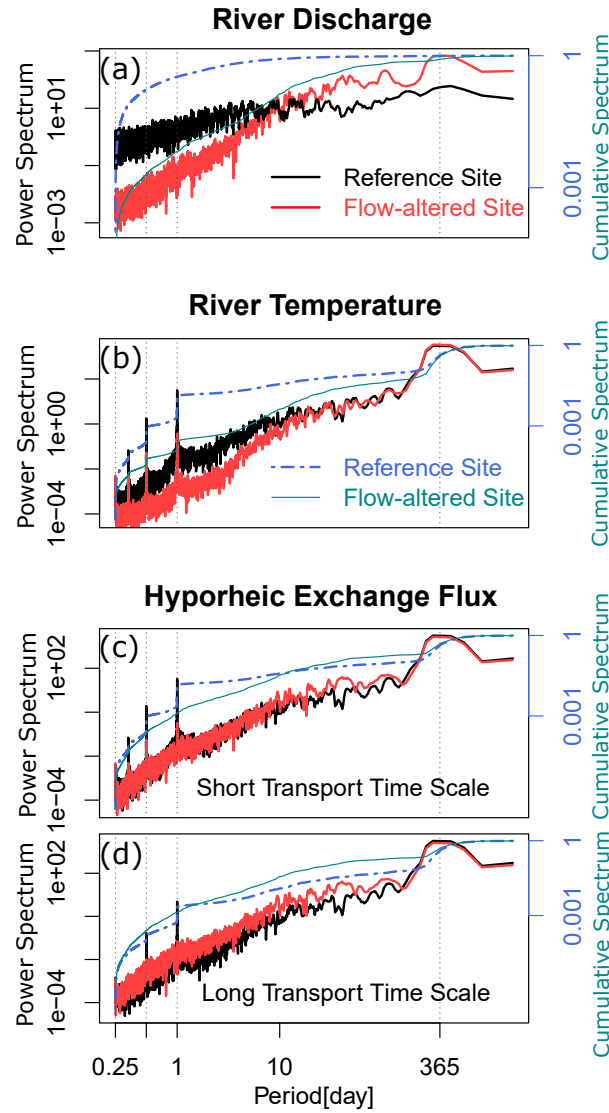 River Discharge
(a)
Power Spectrum
1e+01
1e-03
Reference Site
Flow-altered Site
1
0.001
Cumulative Spectrum
River Temperature
(b)
Power Spectrum
1e+00
1e-04
Reference Site
Flow-altered Site
1
0.001
Cumulative Spectrum
Hyporheic Exchange Flux
(c)
Power Spectrum
1e+02
1e-04
Short Transport Time Scale
1
0.001
Cumulative Spectrum
(d)
Power Spectrum
1e+02
1e-04
Long Transport Time Scale
1
0.001
Cumulative Spectrum
0.25 1 10 365
Period[day]